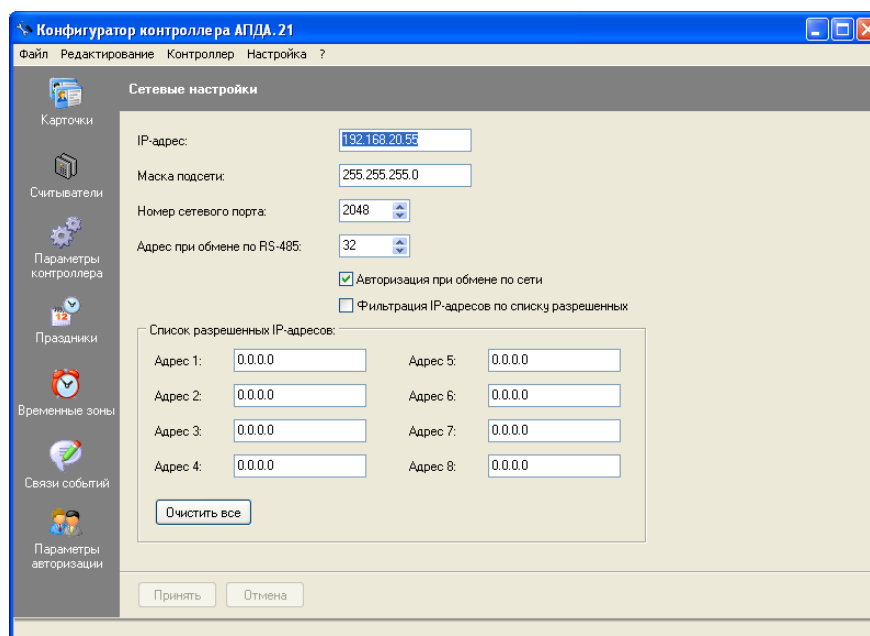 Конфигуратор контроллера АПДА.21
Файл Редактирование Контроллер Настройка ?
Карточки
Считыватели
Параметры
контроллера
Праздники
Временные зоны
Связи событий
Параметры
авторизации
Сетевые настройки
IP-адрес: 192.168.20.55
Маска подсети: 255.255.255.0
Номер сетевого порта: 2048
Адрес при обмене по RS-485: 32
Авторизация при обмене по сети
Фильтрация IP-адресов по списку разрешенных
Список разрешенных IP-адресов:
Адрес 1: 0.0.0.0 Адрес 5: 0.0.0.0
Адрес 2: 0.0.0.0 Адрес 6: 0.0.0.0
Адрес 3: 0.0.0.0 Адрес 7: 0.0.0.0
Адрес 4: 0.0.0.0 Адрес 8: 0.0.0.0
Очистить все
Принять Отмена
12